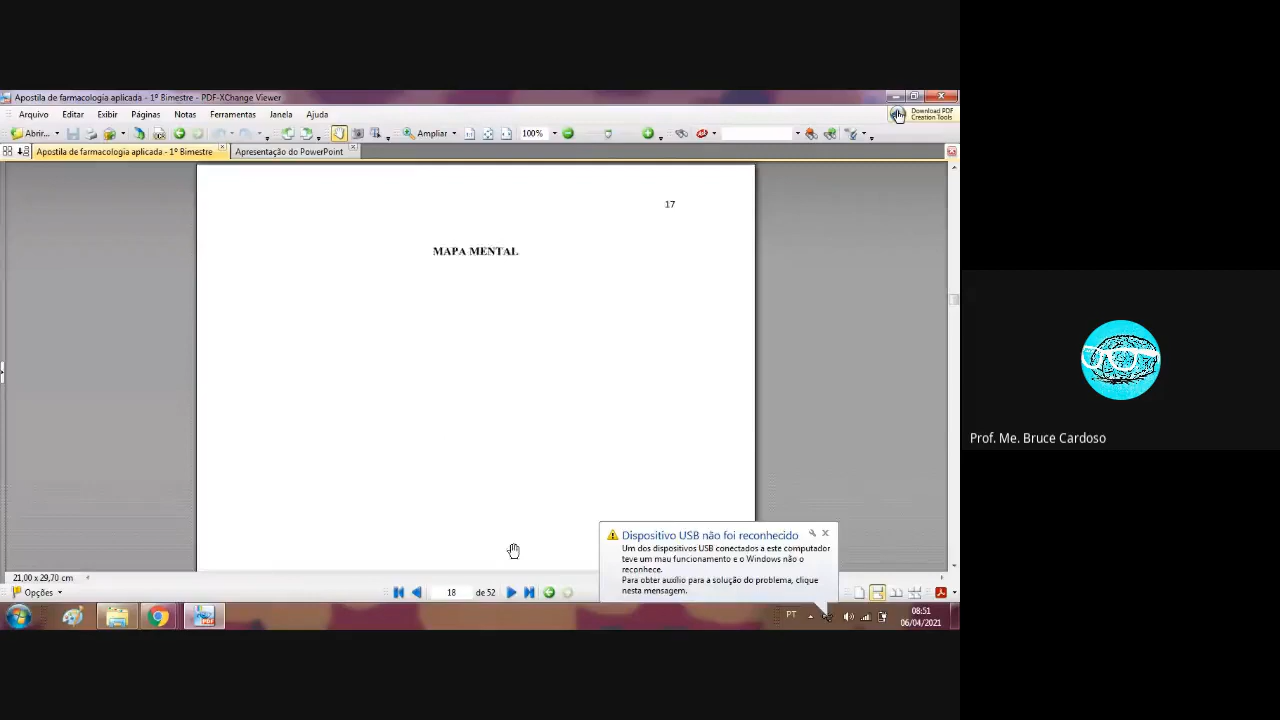 Apostila de farmacologia aplicada - 1º Bimestre - PDF-XChange Viewer
Arquivo Editar Exibir Páginas Notas Ferramentas Janela Ajuda
Download PDF
Creation Tools
Abrir... Ampliar 100%
Apostila de farmacologia aplicada - 1º Bimestre Apresentação do PowerPoint
17
MAPA MENTAL
Prof. Me. Bruce Cardoso
Dispositivo USB não foi reconhecido
Um dos dispositivos USB conectados a este computador
teve um mau funcionamento e o Windows não o
reconhece.
Para obter auxílio para a solução do problema, clique
nesta mensagem.
21,00 x 29,70 cm
Opções 18 de 52
PT 08:51
06/04/2021